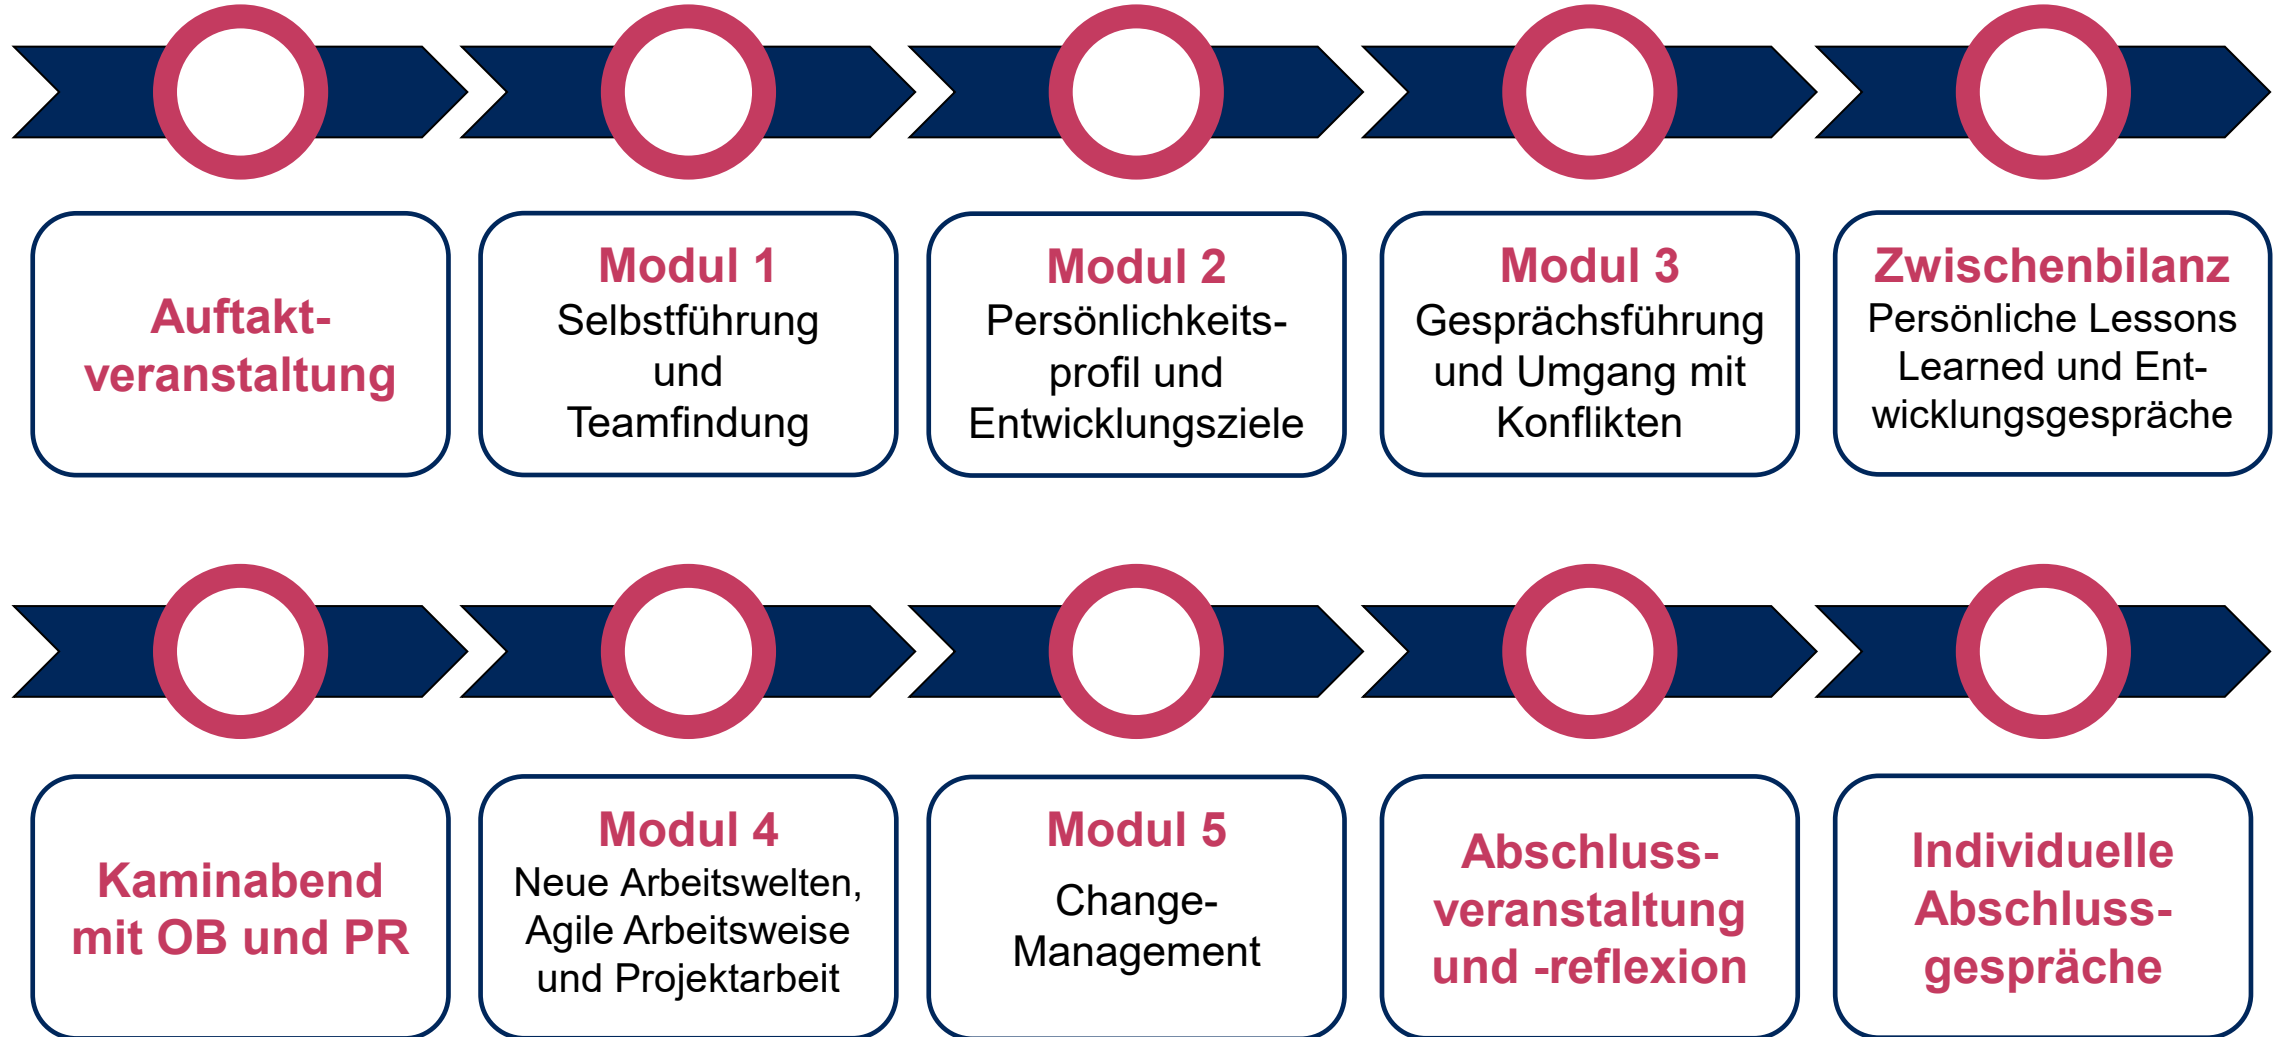 Auftakt-
veranstaltung
Modul 1
Selbstführung
und
Teamfindung
Modul 2
Persönlichkeits-
profil und
Entwicklungsziele
Modul 3
Gesprächsführung
und Umgang mit
Konflikten
Zwischenbilanz
Persönliche Lessons
Learned und Ent-
wicklungsgespräche
Kaminabend
mit OB und PR
Modul 4
Neue Arbeitswelten,
Agile Arbeitsweise
und Projektarbeit
Modul 5
Change-
Management
Abschluss-
veranstaltung
und -reflexion
Individuelle
Abschluss-
gespräche